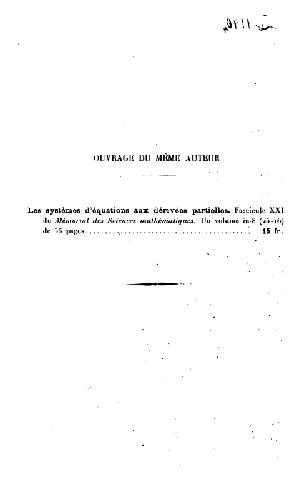 OUVRAGE DU MÊME AUTEUR
Les systèmes d'équations aux dérivées partielles. Fascicule XXI
du Mémorial des Sciences mathématiques. Un volume in-8 (25-16)
de 55 pages........................................ 15 fr.